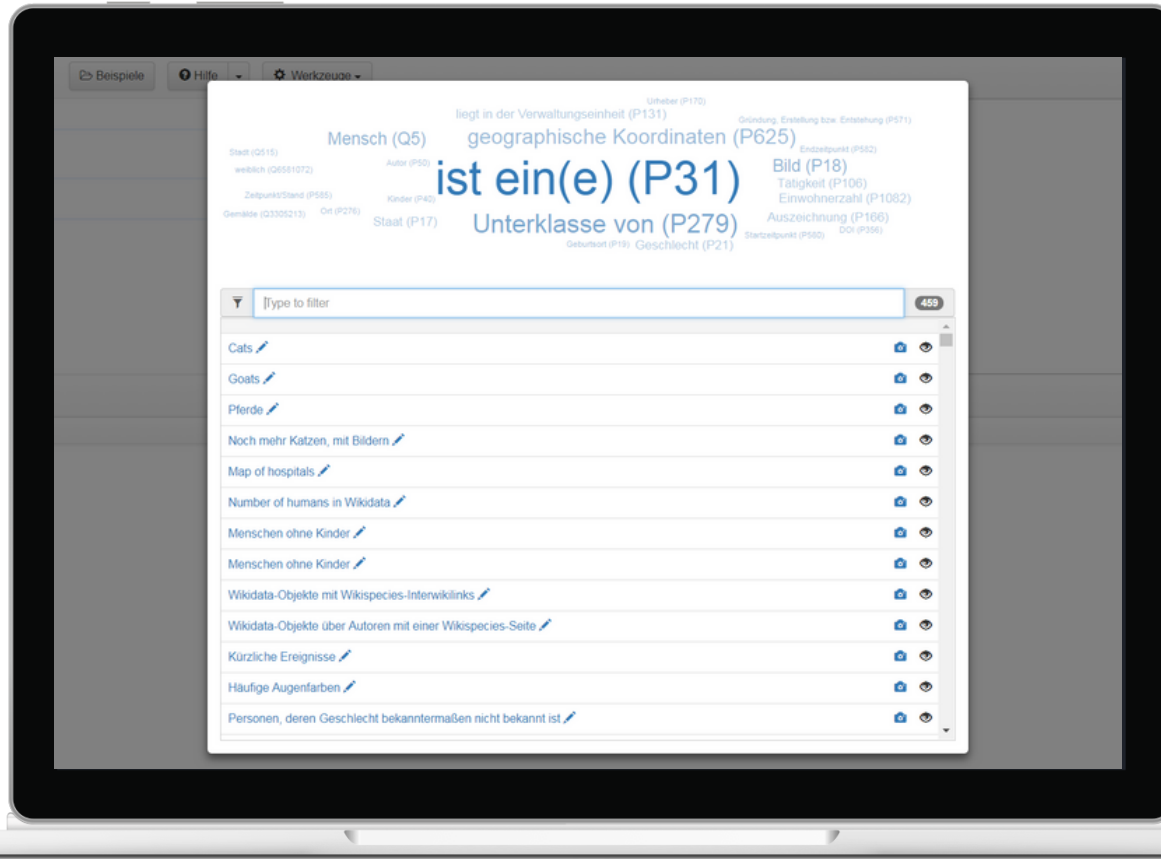 Beispiele Hilfe Werkzeuge
Urheber (P170)
liegt in der Verwaltungseinheit (P131)
Gründung, Erstellung bzw. Entstehung (P571)
Mensch (Q5) geographische Koordinaten (P625)
Stadt (Q515) Endzeitpunkt (P582)
weiblich (Q6581072) Autor (P50) ist ein(e) (P31) Bild (P18)
Tätigkeit (P106)
Zeitpunkt/Stand (P585) Kinder (P40) Einwohnerzahl (P1082)
Gemälde (Q3305213) Ort (P276) Staat (P17) Unterklasse von (P279) Auszeichnung (P166)
Startzeitpunkt (P580) DOI (P356)
Geburtsort (P19) Geschlecht (P21)
Type to filter 459
Cats
Goats
Pferde
Noch mehr Katzen, mit Bildern
Map of hospitals
Number of humans in Wikidata
Menschen ohne Kinder
Menschen ohne Kinder
Wikidata-Objekte mit Wikispecies-Interwikilinks
Wikidata-Objekte über Autoren mit einer Wikispecies-Seite
Kürzliche Ereignisse
Häufige Augenfarben
Personen, deren Geschlecht bekanntermaßen nicht bekannt ist